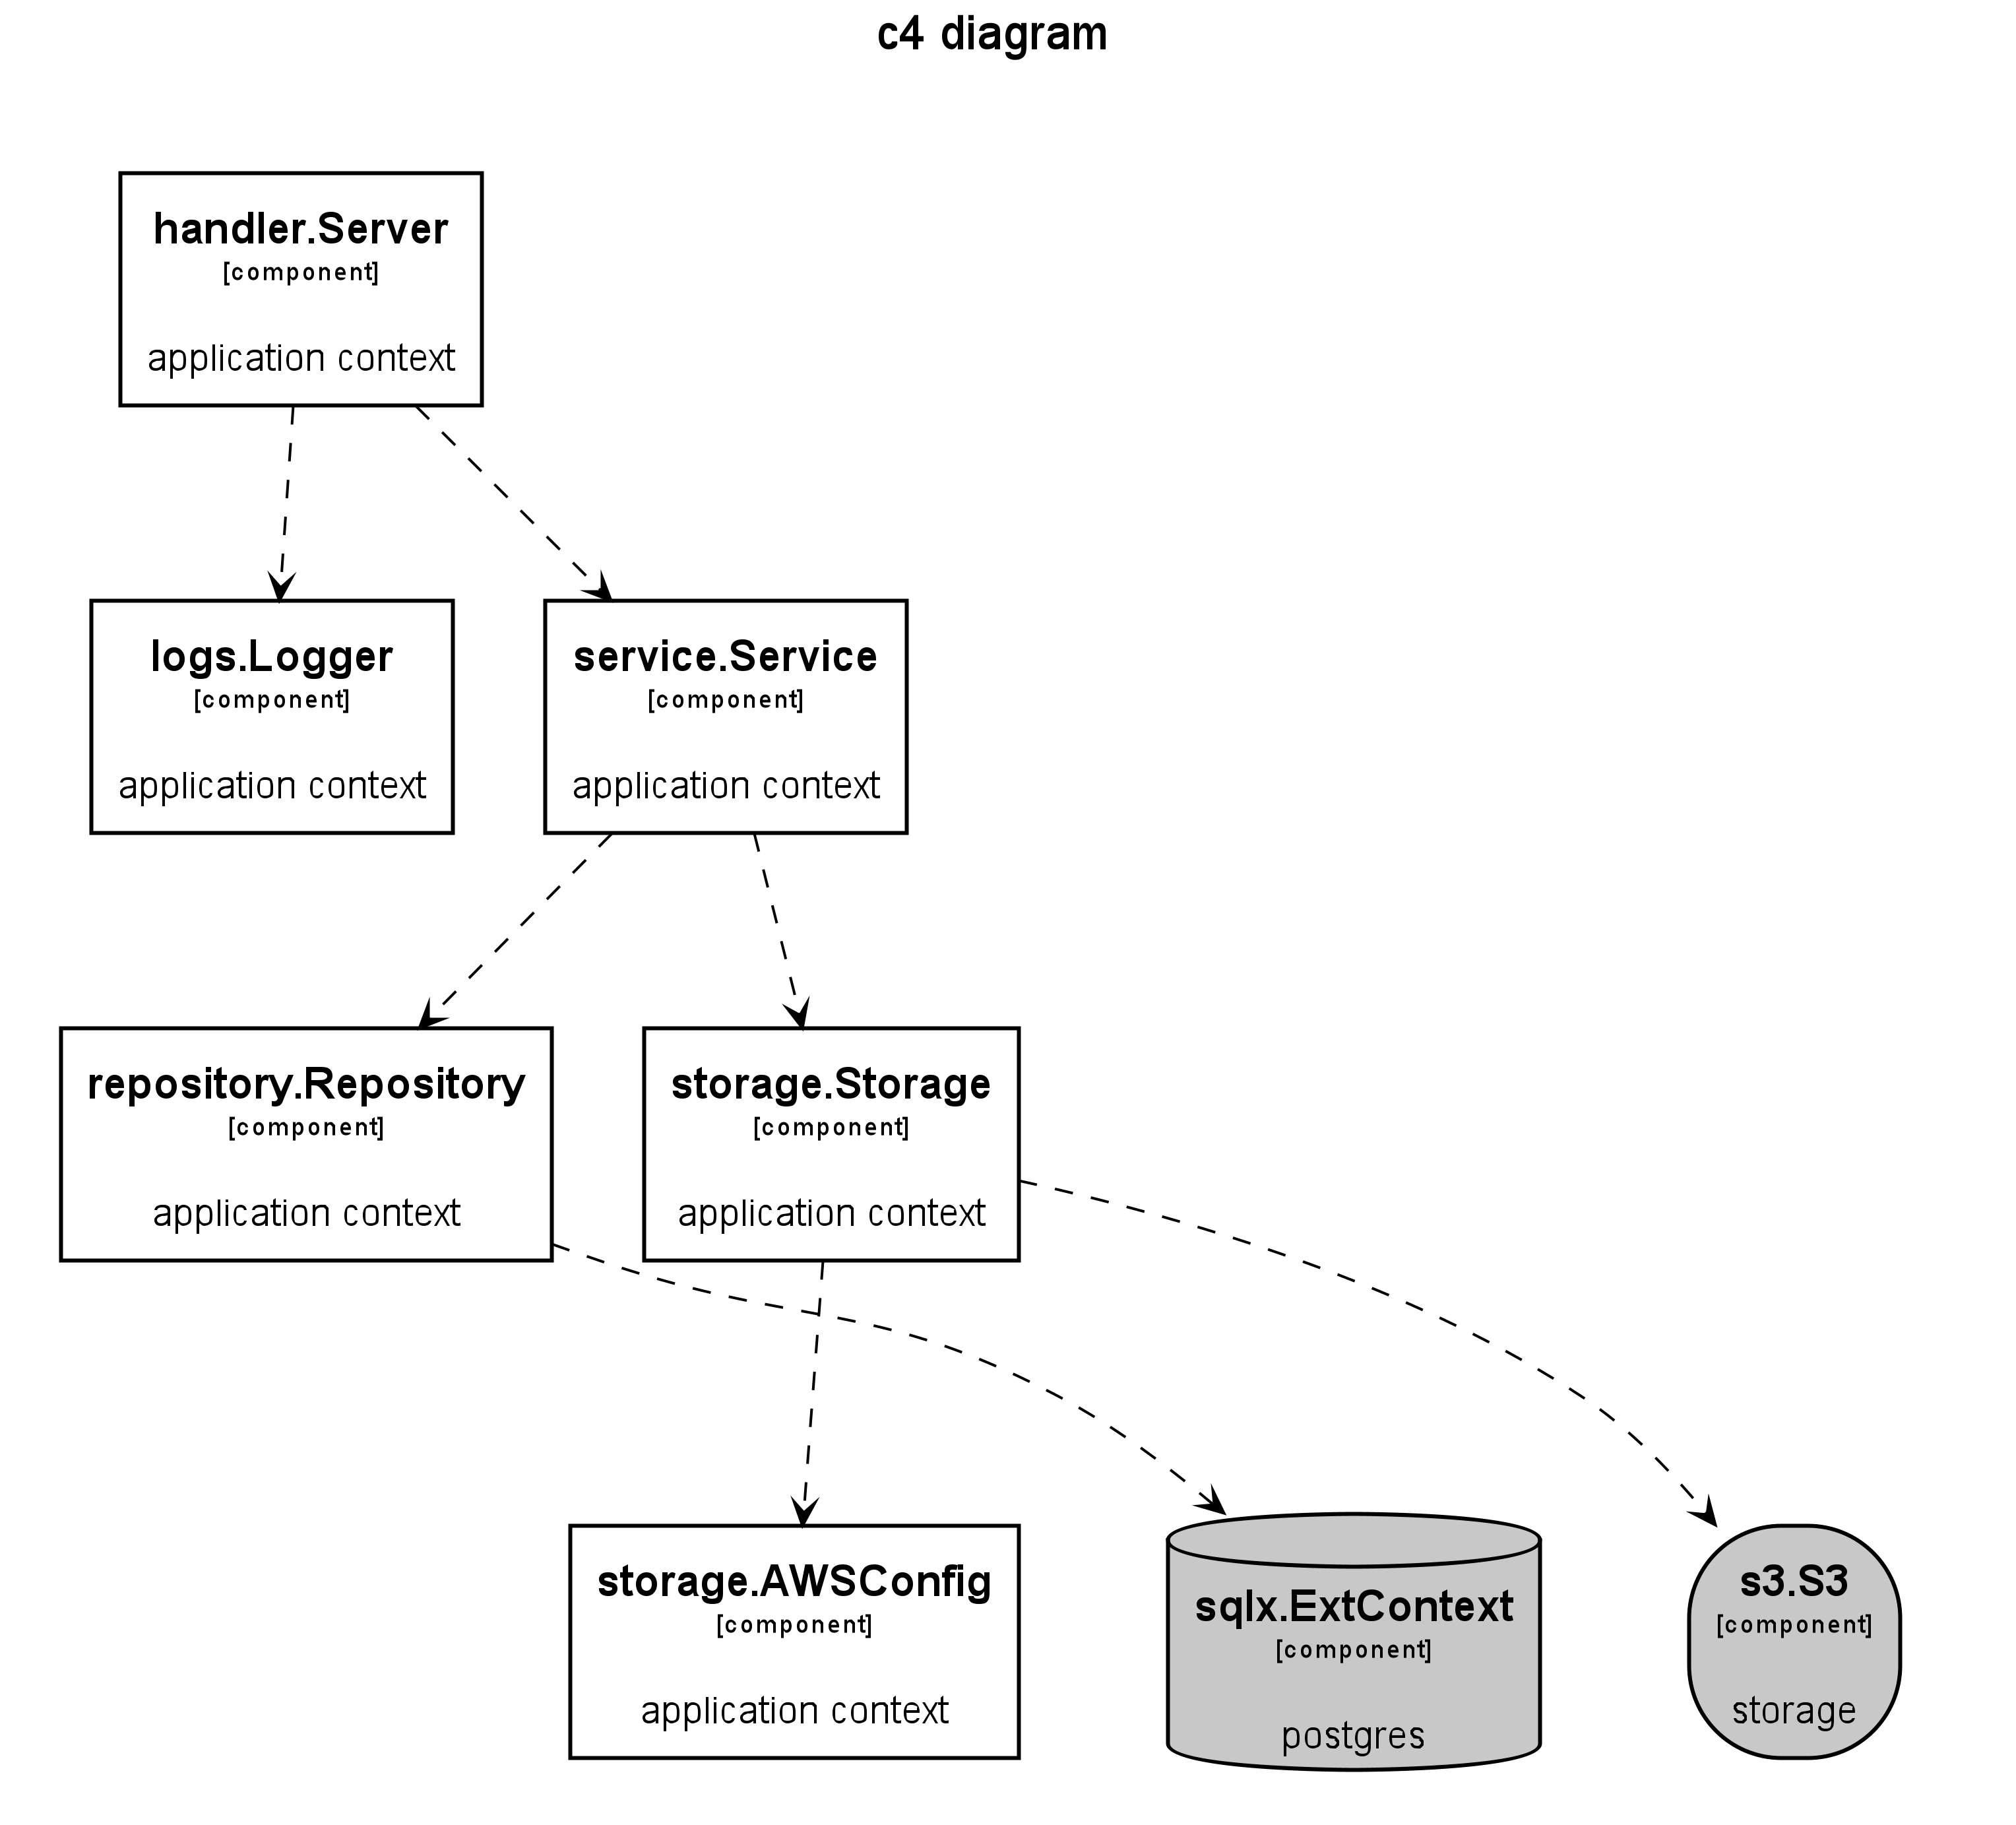 c4 diagram
handler.Server
[component]
application context
logs.Logger
[component]
application context
service.Service
[component]
application context
repository.Repository
[component]
application context
storage.Storage
[component]
application context
storage.AWSConfig
[component]
application context
sqlx.ExtContext
[component]
postgres
s3.S3
[component]
storage